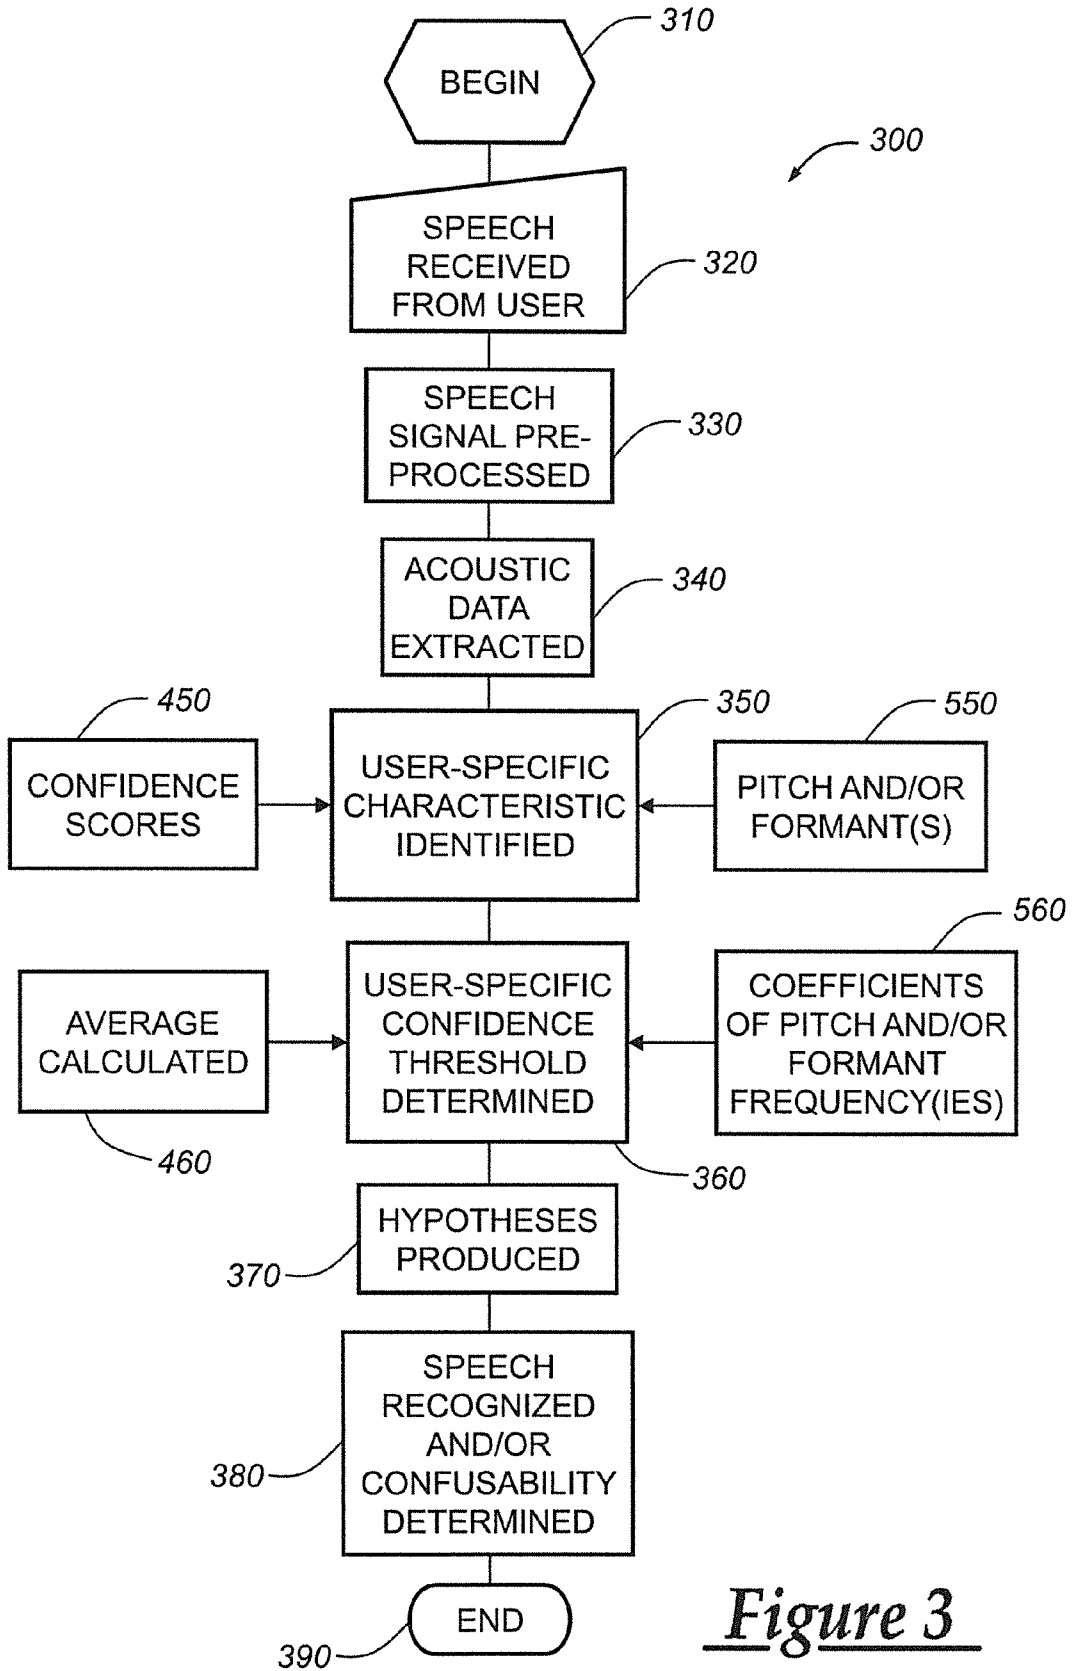 310
BEGIN
300
SPEECH
RECEIVED
FROM USER
320
SPEECH
SIGNAL PRE-
PROCESSED
330
ACOUSTIC
DATA
EXTRACTED
340
450
CONFIDENCE
SCORES
350
USER-SPECIFIC
CHARACTERISTIC
IDENTIFIED
550
PITCH AND/OR
FORMANT(S)
AVERAGE
CALCULATED
460
USER-SPECIFIC
CONFIDENCE
THRESHOLD
DETERMINED
360
560
COEFFICIENTS
OF PITCH AND/OR
FORMANT
FREQUENCY(IES)
HYPOTHESES
PRODUCED
370
SPEECH
RECOGNIZED
AND/OR
CONFUSABILITY
DETERMINED
380
END
390
Figure 3